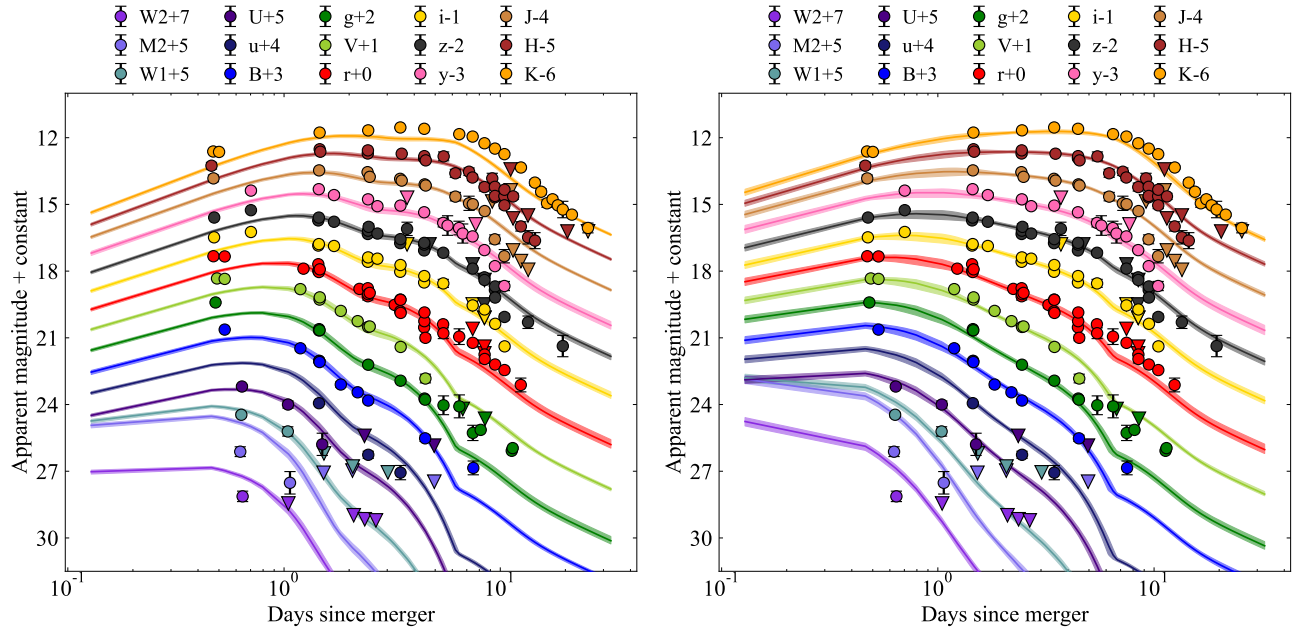 W2+7 U+5 g+2 i-1 J-4
M2+5 u+4 V+1 z-2 H-5
W1+5 B+3 r+0 y-3 K-6
12
15
18
21
24
27
30
Apparent magnitude + constant
10^-1 10^0 10^1
Days since merger
W2+7 U+5 g+2 i-1 J-4
M2+5 u+4 V+1 z-2 H-5
W1+5 B+3 r+0 y-3 K-6
12
15
18
21
24
27
30
Apparent magnitude + constant
10^-1 10^0 10^1
Days since merger